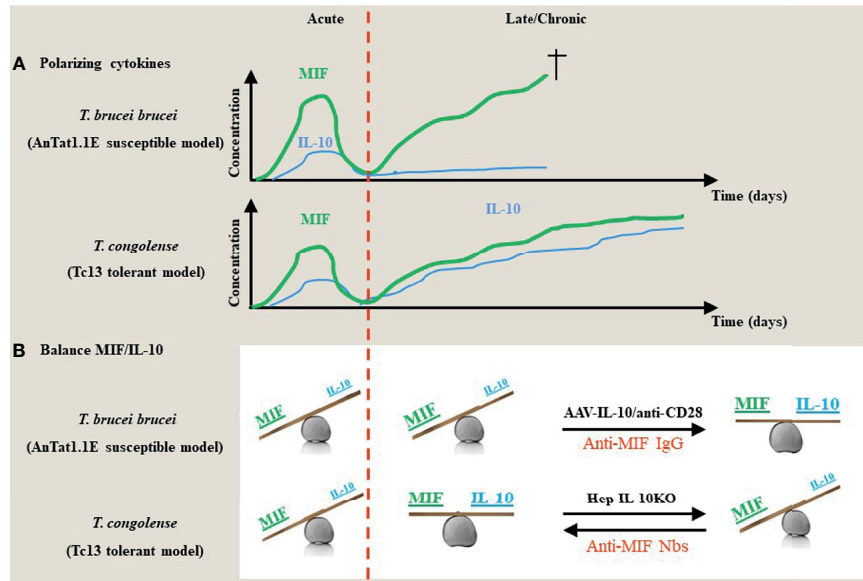 Acute Late/Chronic
A Polarizing cytokines
MIF
T. brucei brucei
(AnTat1.1E susceptible model)
Concentration
IL-10
Time (days)
IL-10
MIF
T. congolense
(Tc13 tolerant model)
Concentration
Time (days)
B Balance MIF/IL-10
T. brucei brucei
(AnTat1.1E susceptible model)
MIF IL-10
MIF IL-10
AAV-IL-10/anti-CD28
Anti-MIF IgG
MIF IL-10
T. congolense
(Tc13 tolerant model)
MIF IL-10
MIF IL 10
Hep IL 10KO
Anti-MIF Nbs
MIF IL-10